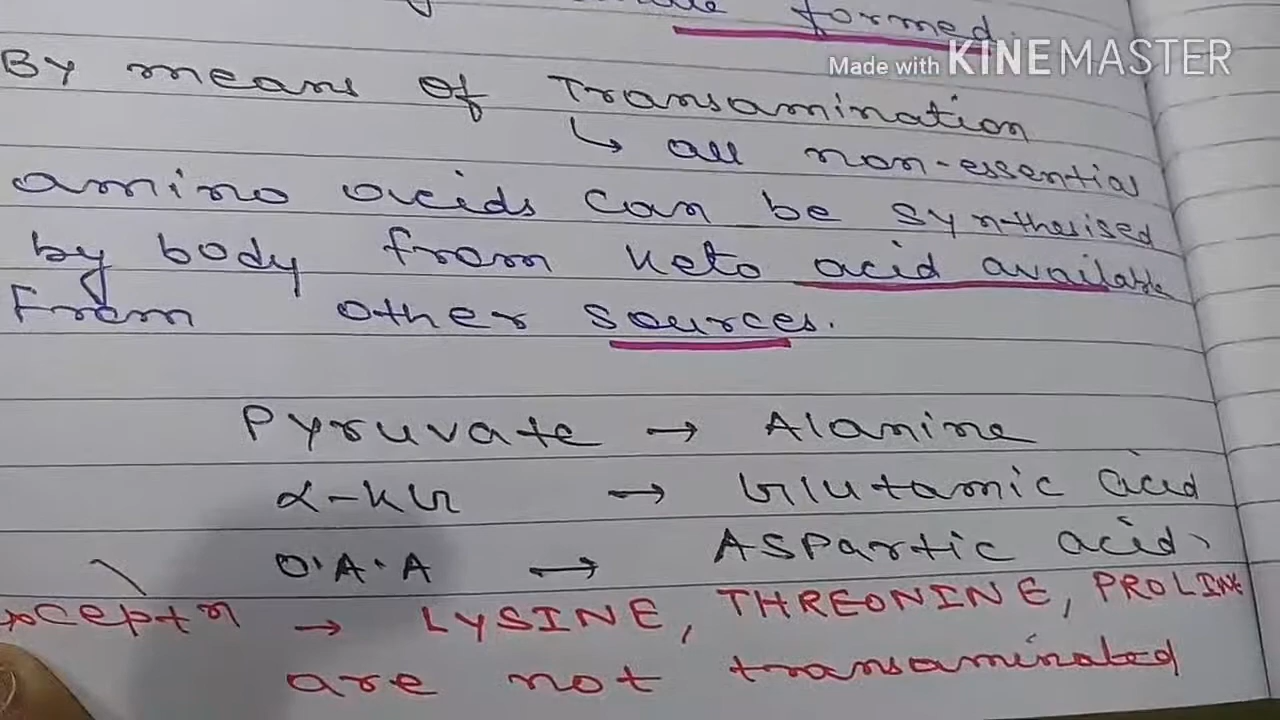 formed.
Made with KINEMASTER
By means of Transamination
↳ all non-essential
amino acids can be synthesised
by body from keto acid available
From other sources.
Pyruvate → Alanine
α-KG → Glutamic acid
O.A.A → Aspartic acid,
→ LYSINE, THREONINE, PROLINE
are not transaminated